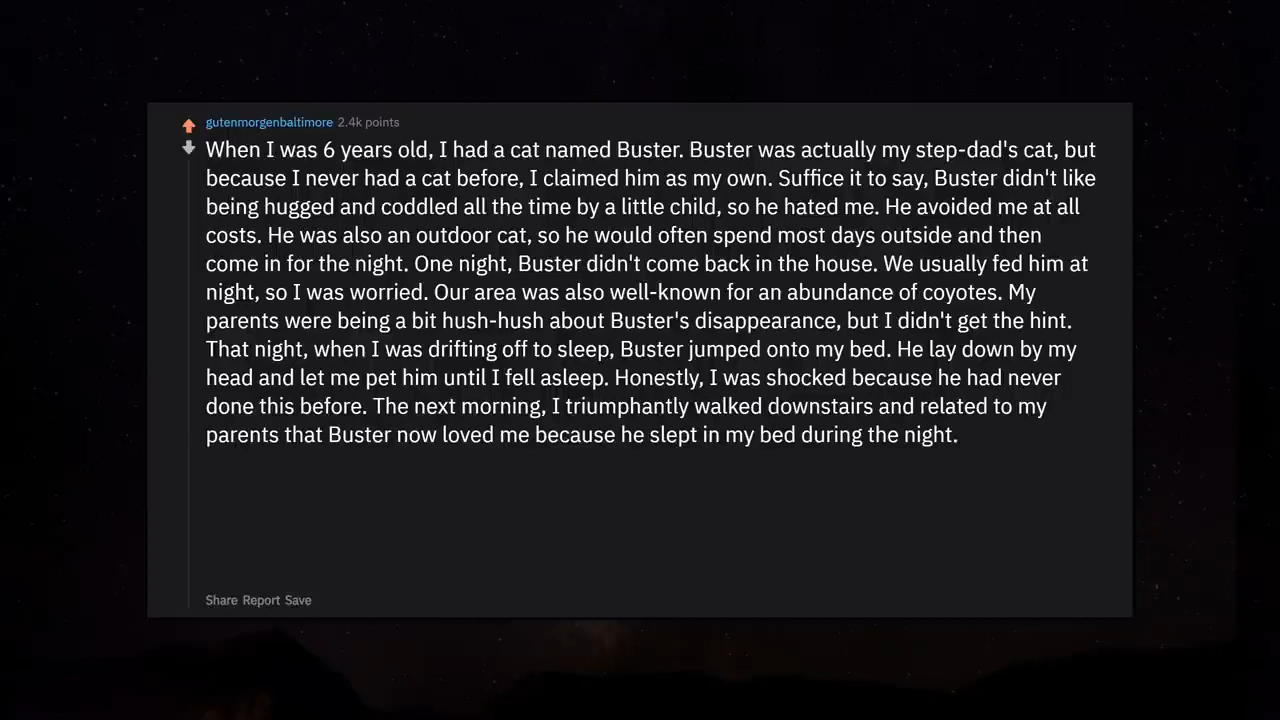 gutenmorgenbaltimore 2.4k points
When I was 6 years old, I had a cat named Buster. Buster was actually my step-dad's cat, but
because I never had a cat before, I claimed him as my own. Suffice it to say, Buster didn't like
being hugged and coddled all the time by a little child, so he hated me. He avoided me at all
costs. He was also an outdoor cat, so he would often spend most days outside and then
come in for the night. One night, Buster didn't come back in the house. We usually fed him at
night, so I was worried. Our area was also well-known for an abundance of coyotes. My
parents were being a bit hush-hush about Buster's disappearance, but I didn't get the hint.
That night, when I was drifting off to sleep, Buster jumped onto my bed. He lay down by my
head and let me pet him until I fell asleep. Honestly, I was shocked because he had never
done this before. The next morning, I triumphantly walked downstairs and related to my
parents that Buster now loved me because he slept in my bed during the night.
Share Report Save